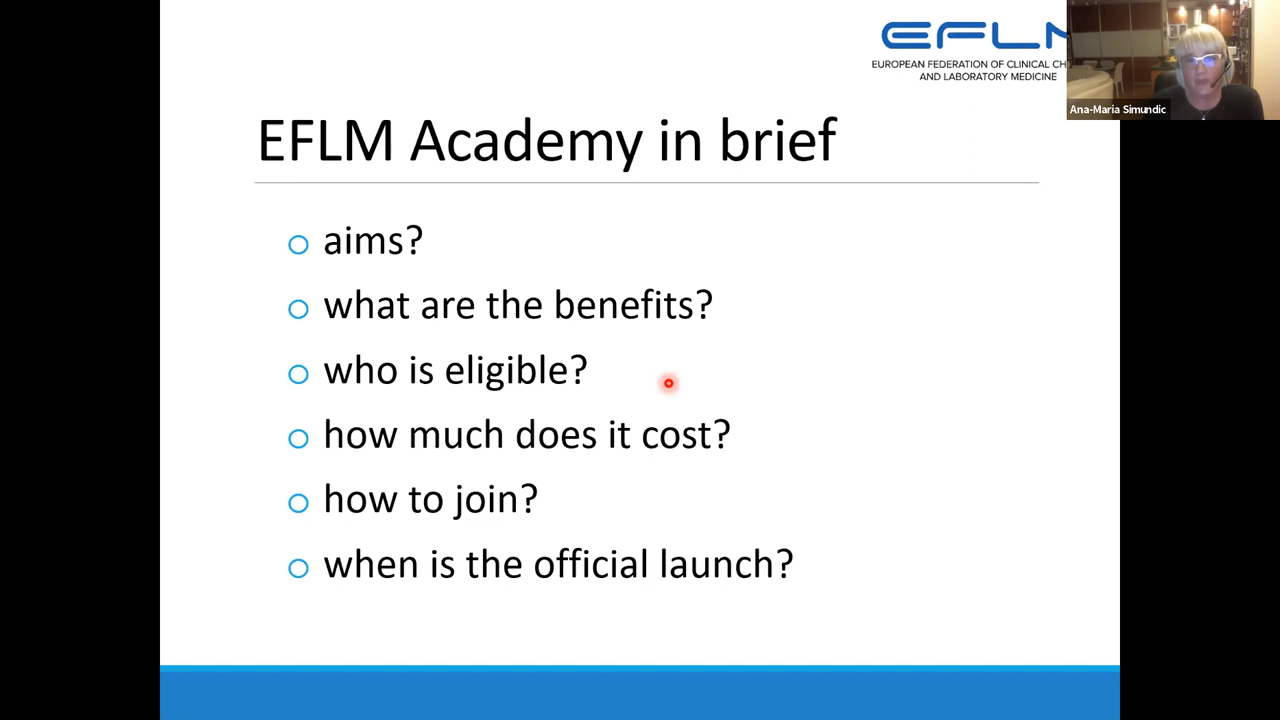 EFLM
EUROPEAN FEDERATION OF CLINICAL CH
AND LABORATORY MEDICINE
Ana-Maria Simundic
EFLM Academy in brief
aims?
what are the benefits?
who is eligible?
how much does it cost?
how to join?
when is the official launch?